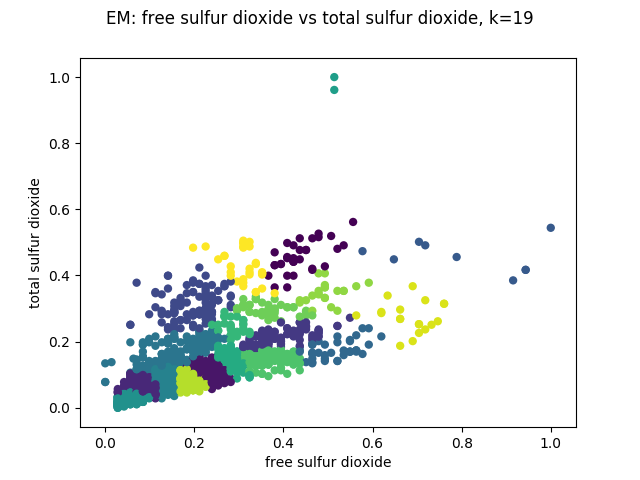 EM: free sulfur dioxide vs total sulfur dioxide, k=19
1.0
0.8
0.6
0.4
0.2
0.0
total sulfur dioxide
0.0 0.2 0.4 0.6 0.8 1.0
free sulfur dioxide